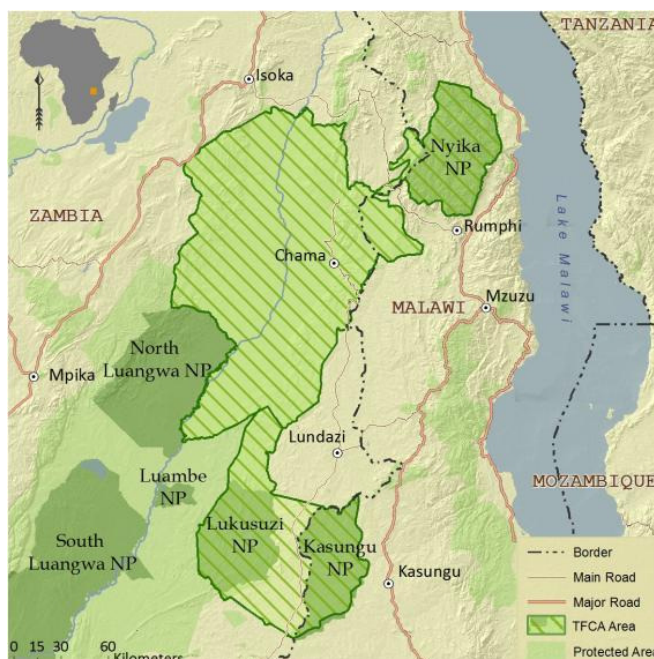 TANZANIA
Isoka
Nyika
NP
ZAMBIA
Rumphi
Lake Malawi
Chama
MALAWI
Mzuzu
North
Luangwa NP
Mpika
Lundazi
Luambe
NP
MOZAMBIQUE
South
Luangwa NP
Lukusuzi
NP
Kasungu
NP
Kasungu
Border
Main Road
Major Road
TFCA Area
Protected Area
0 15 30 60
Kilometers